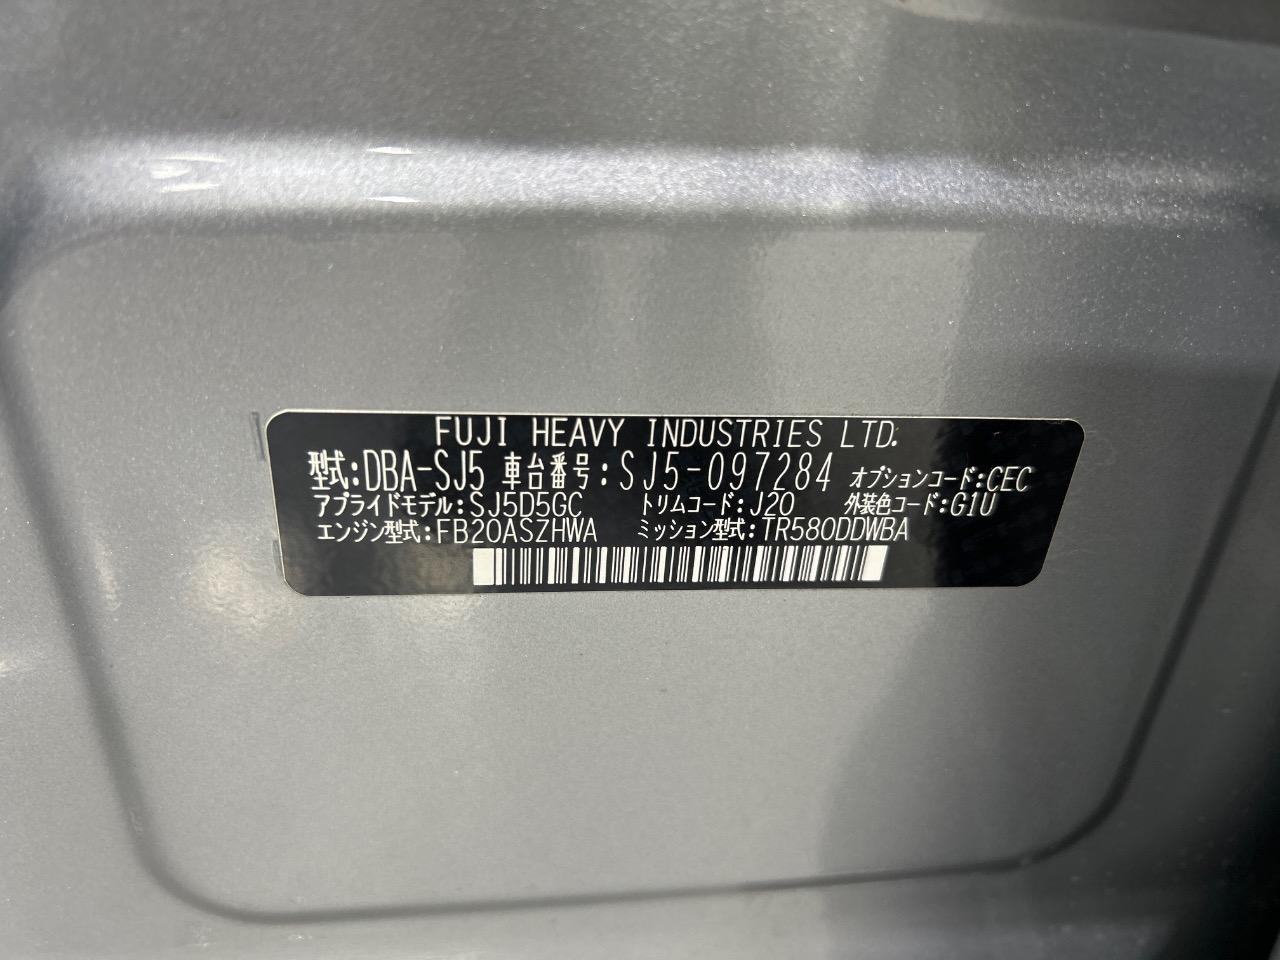 FUJI HEAVY INDUSTRIES LTD.
型式:DBA-SJ5 車台番号:SJ5-097284 オプションコード:CEC
アプライドモデル:SJ5D5GC トリムコード:J20 外装色コード:G1U
エンジン型式:FB20ASZHWA ミッション型式:TR580DDWBA